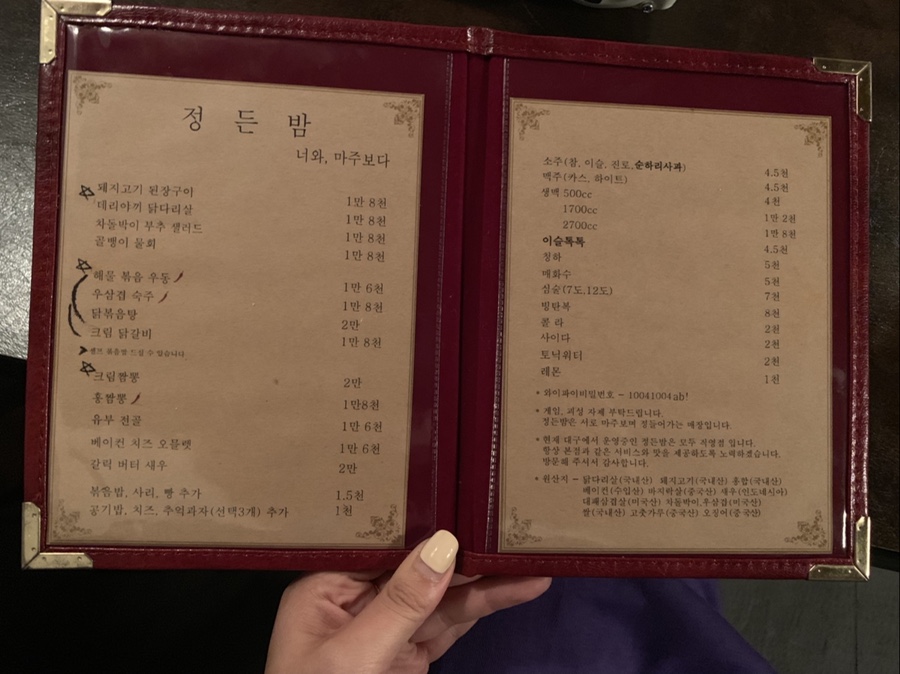 정 든 밤
너와, 마주보다
돼지고기 된장구이 1만 8천
데리야끼 닭다리살 1만 8천
차돌박이 부추 샐러드 1만 8천
골뱅이 물회 1만 8천
해물 볶음 우동 1만 6천
우삼겹 숙주 1만 8천
닭볶음탕 2만
크림 닭갈비 1만 8천
셀프 볶음밥 드실 수 있습니다.
크림짬뽕 2만
홍짬뽕 1만8천
유부 전골 1만 6천
베이컨 치즈 오믈렛 1만 6천
갈릭 버터 새우 2만
볶음밥, 사리, 빵 추가 1.5천
공기밥, 치즈, 추억과자(선택3개) 추가 1천
소주(참, 이슬, 진로, 순하리사과) 4.5천
맥주(카스, 하이트) 4.5천
생맥 500cc 4천
1700cc 1만 2천
2700cc 1만 8천
이슬톡톡 4.5천
청하 5천
매화수 5천
심술(7도,12도) 7천
빙탄복 8천
콜 라 2천
사이다 2천
토닉워터 2천
레몬 1천
* 와이파이비밀번호 - 10041004ab!
* 게임, 괴성 자제 부탁드립니다.
정든밤은 서로 마주보며 정들어가는 매장입니다.
* 현재 대구에서 운영중인 정든밤은 모두 직영점 입니다.
항상 본점과 같은 서비스와 맛을 제공하도록 노력하겠습니다.
방문해 주셔서 감사합니다.
* 원산지 - 닭다리살(국내산) 돼지고기(국내산) 홍합(국내산)
베이컨(수입산) 바지락살(중국산) 새우(인도네시아)
대패삼겹살(미국산) 차돌박이,우삼겹(미국산)
쌀(국내산) 고춧가루(중국산) 오징어(중국산)